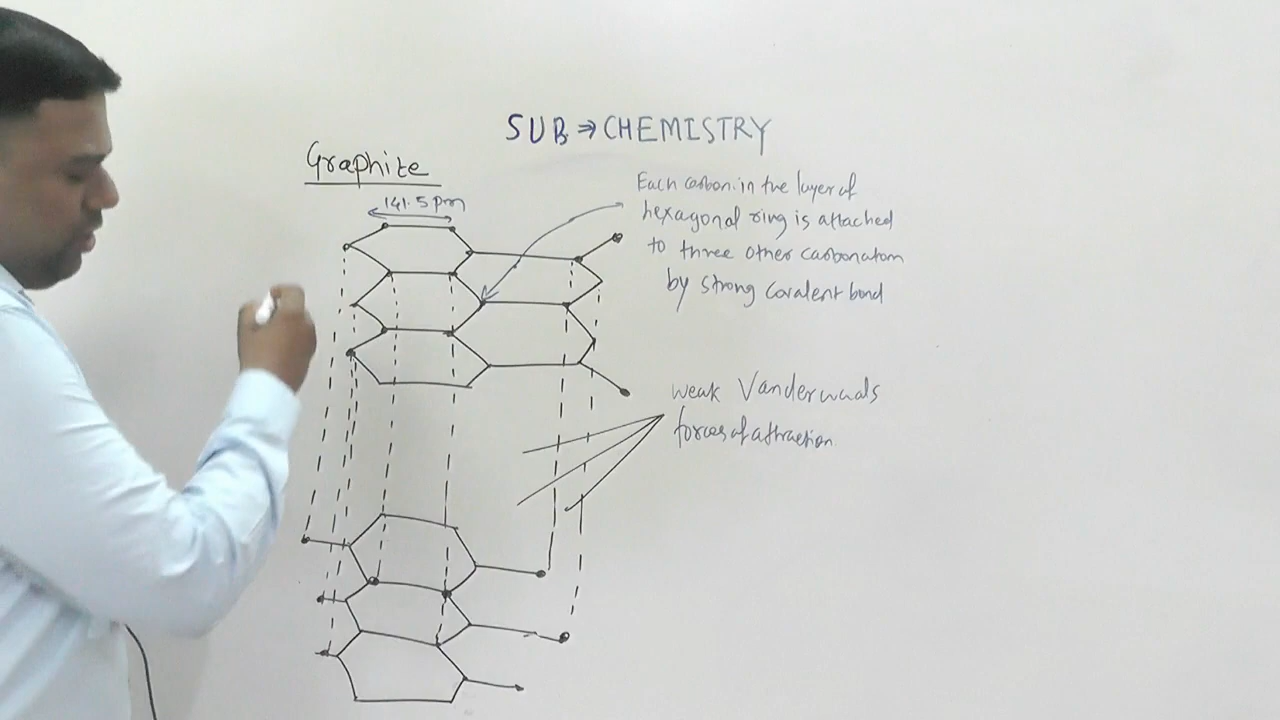 SUB ⇒ CHEMISTRY
Graphite
141.5 pm
Each carbon in the layer of
hexagonal ring is attached
to three other carbon atom
by strong covalent bond
weak Vanderwaals
forces of attraction